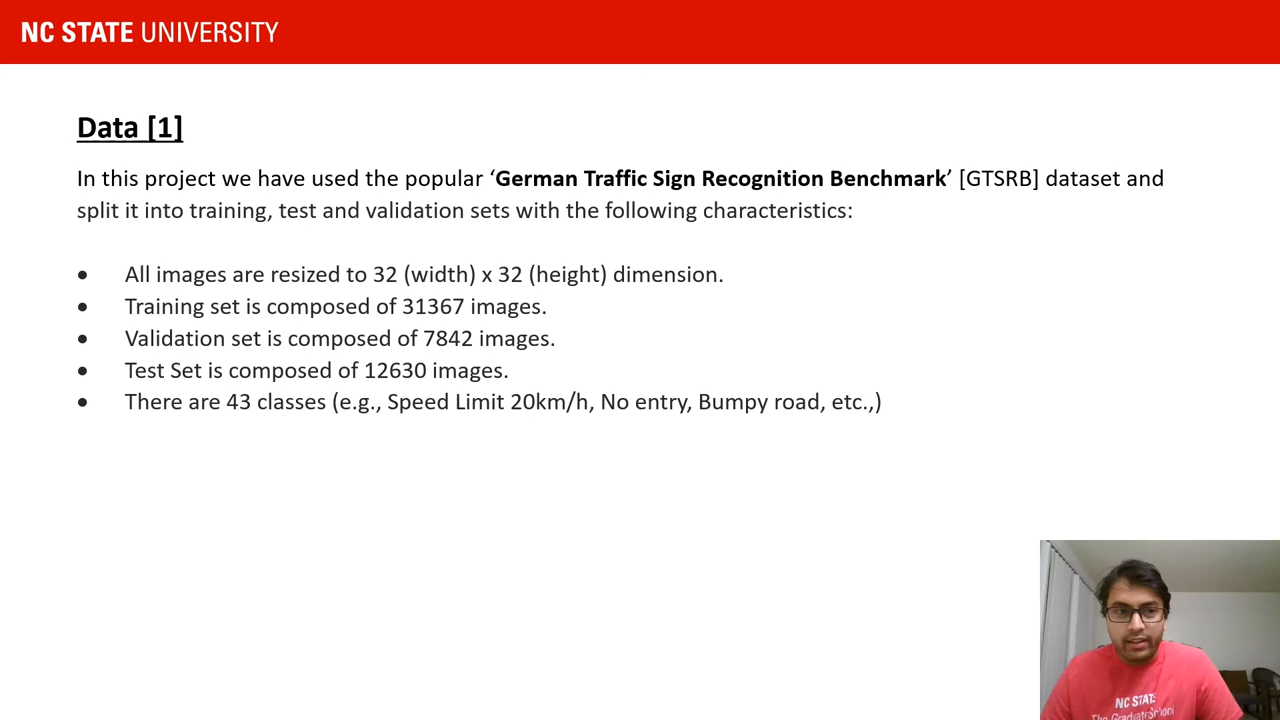 NC STATE UNIVERSITY
Data [1]
In this project we have used the popular ‘German Traffic Sign Recognition Benchmark’ [GTSRB] dataset and
split it into training, test and validation sets with the following characteristics:
• All images are resized to 32 (width) x 32 (height) dimension.
• Training set is composed of 31367 images.
• Validation set is composed of 7842 images.
• Test Set is composed of 12630 images.
• There are 43 classes (e.g., Speed Limit 20km/h, No entry, Bumpy road, etc.,)
NC STATE
The Graduate School